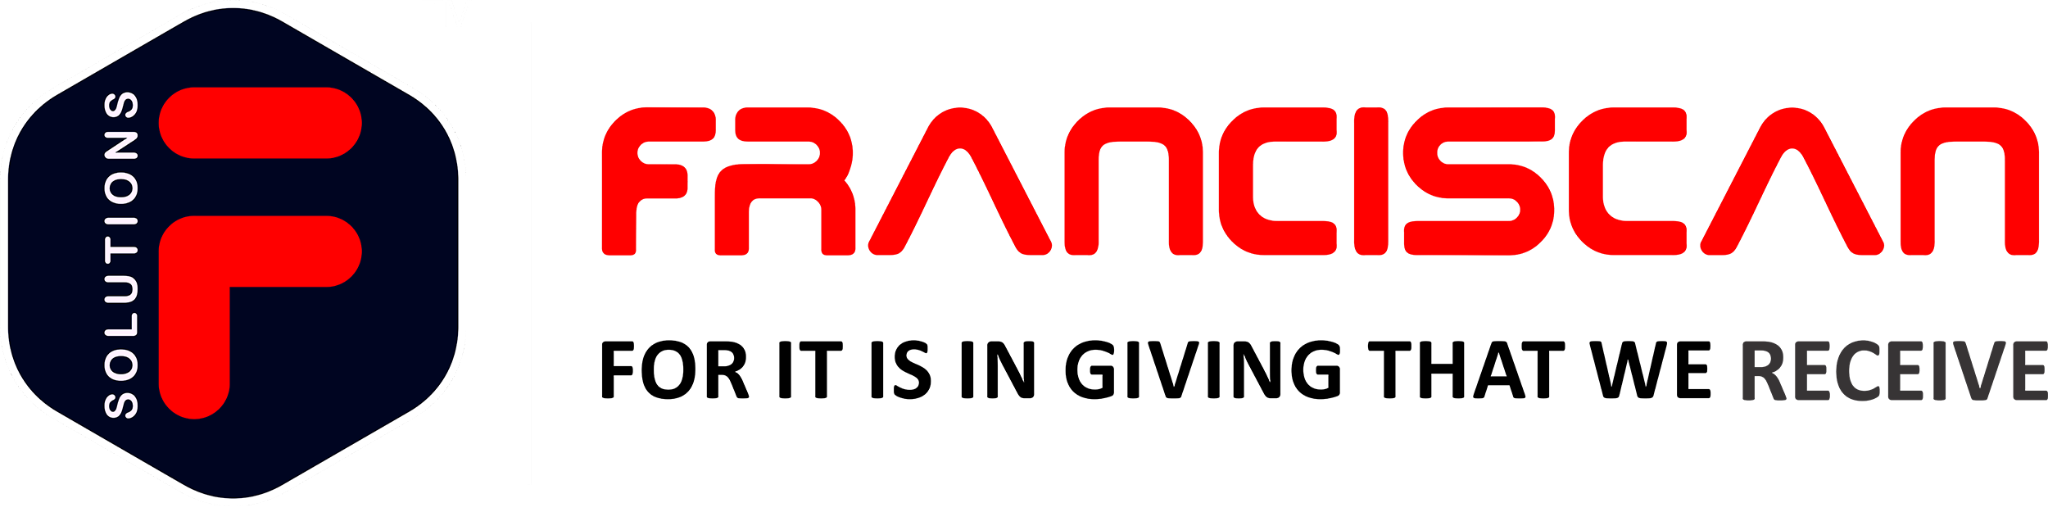 SOLUTIONS
F
FRANCISCAN
FOR IT IS IN GIVING THAT WE RECEIVE